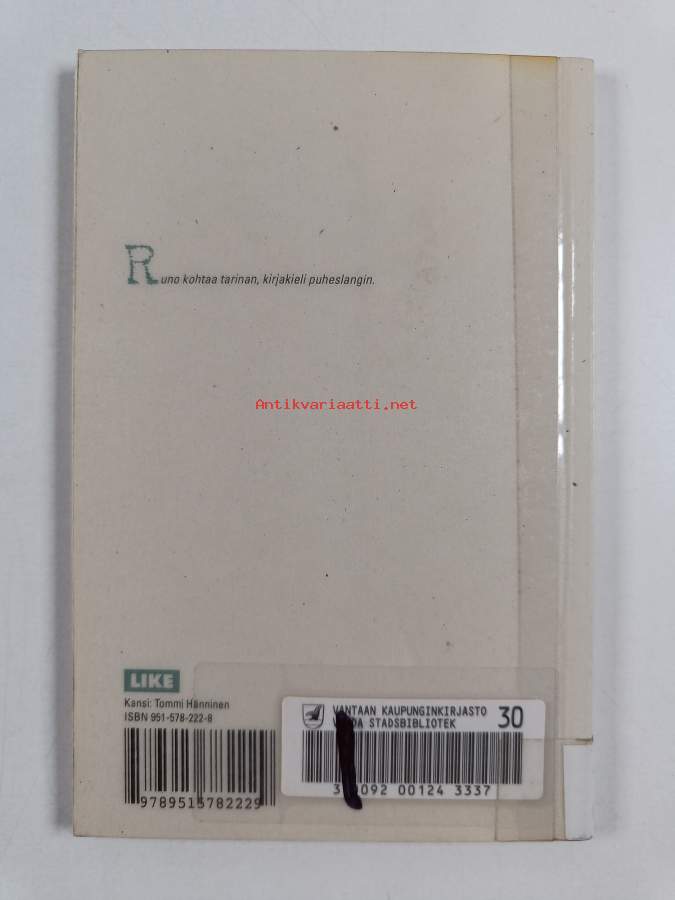 Runo kohtaa tarinan, kirjakieli puheslangin.
Antikvariaatti.net
LIKE
Kansi: Tommi Hänninen
ISBN 951-578-222-8
9789515782229
VANTAAN KAUPUNGINKIRJASTO 30
STADSBIBLIOTEK
00124 3337